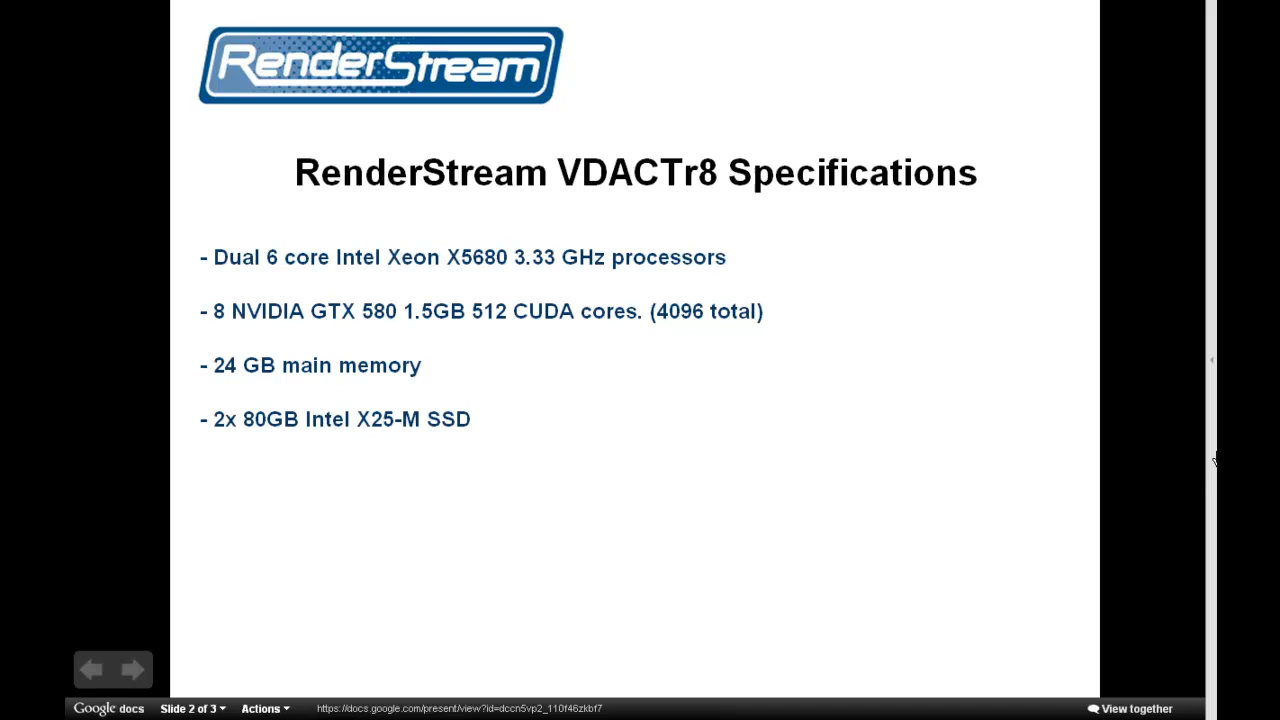 RenderStream
RenderStream VDACTr8 Specifications
- Dual 6 core Intel Xeon X5680 3.33 GHz processors
- 8 NVIDIA GTX 580 1.5GB 512 CUDA cores. (4096 total)
- 24 GB main memory
- 2x 80GB Intel X25-M SSD
Google docs Slide 2 of 3 Actions https://docs.google.com/present/view?id=dccn5vp2_110f46zkbf7 View together